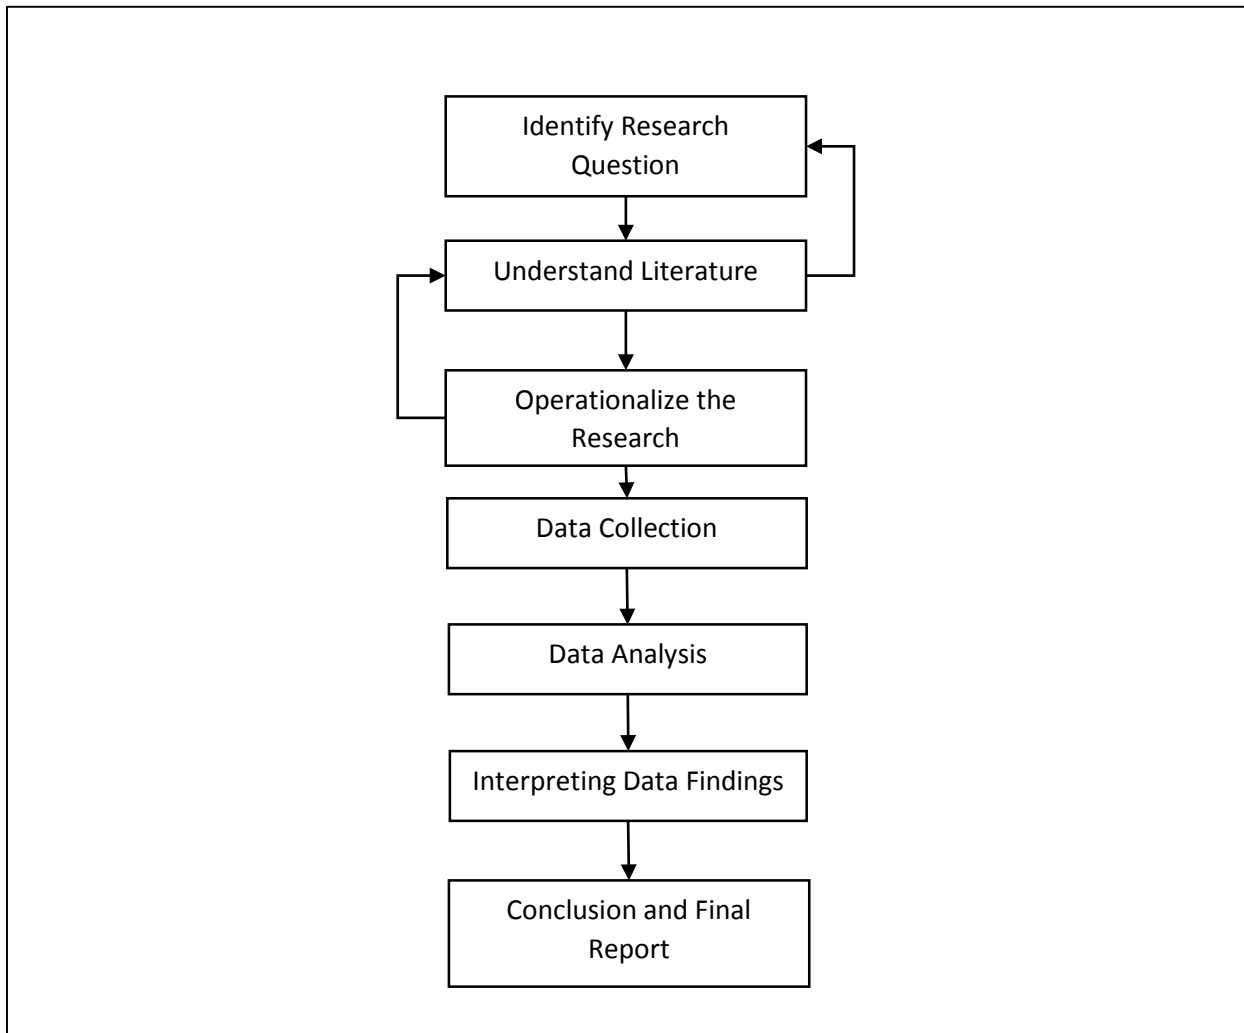 Identify Research
Question
Understand Literature
Operationalize the
Research
Data Collection
Data Analysis
Interpreting Data Findings
Conclusion and Final
Report